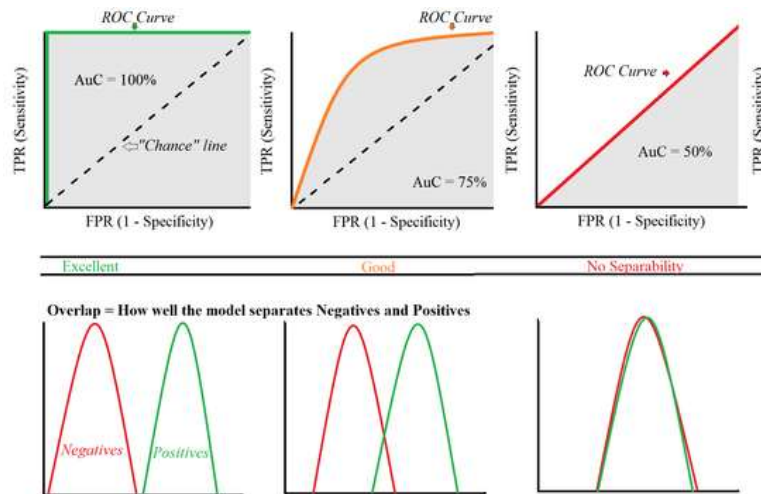 ROC Curve
TPR (Sensitivity)
AuC = 100%
"Chance" line
FPR (1 - Specificity)
ROC Curve
TPR (Sensitivity)
AuC = 75%
FPR (1 - Specificity)
ROC Curve
TPR (Sensitivity)
AuC = 50%
FPR (1 - Specificity)
TPR (Sensitivity)
Excellent
Good
No Separability
Overlap = How well the model separates Negatives and Positives
Negatives
Positives